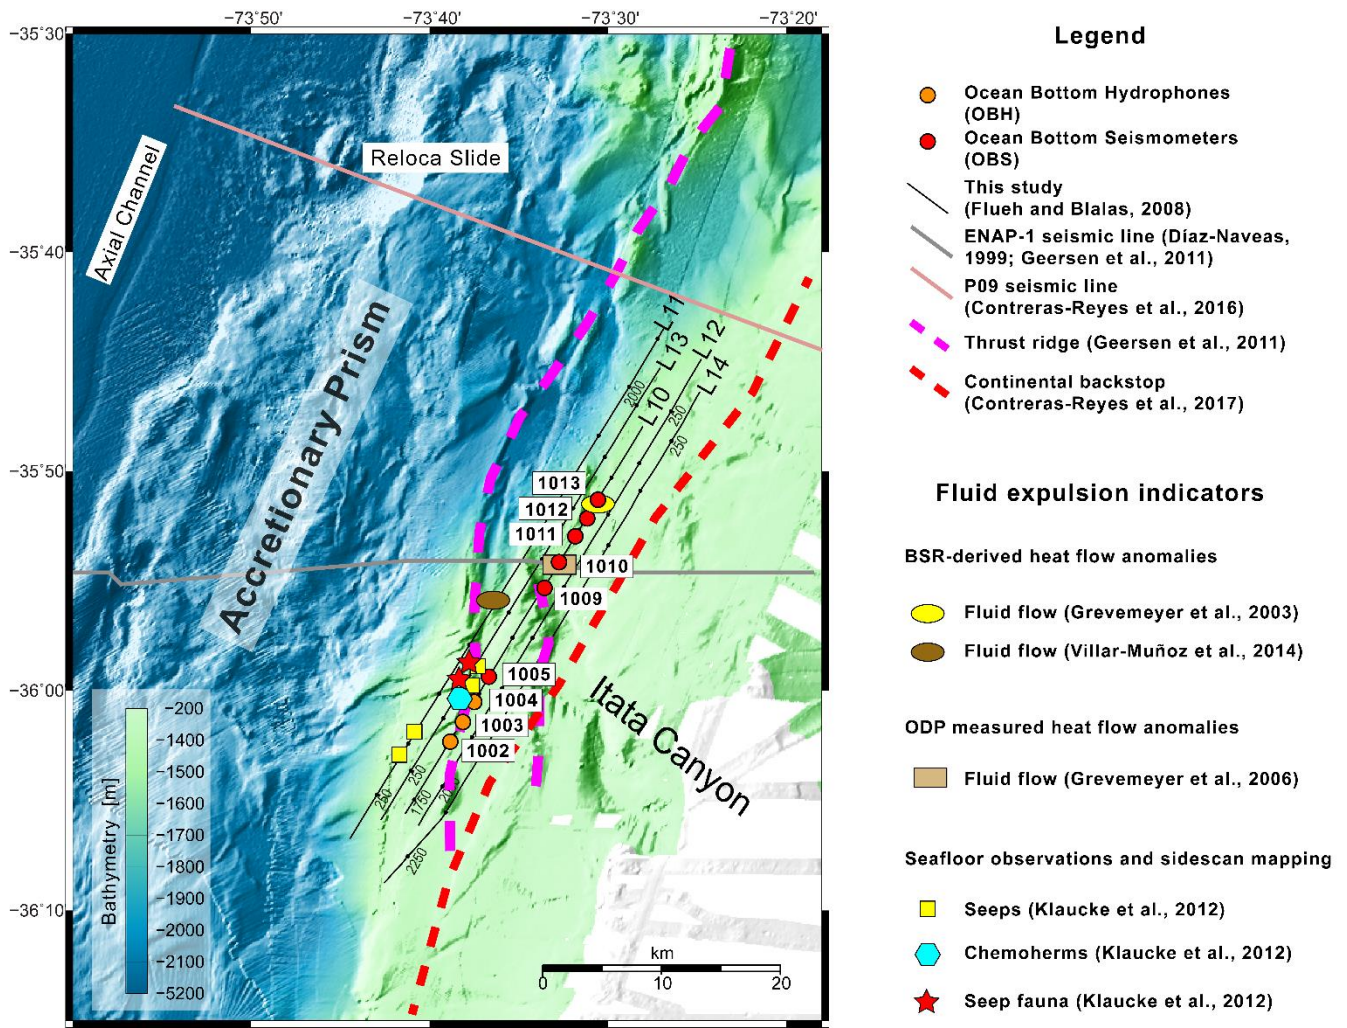 −73˚50'
−73˚40'
−73˚30'
−73˚20'
−35˚30'
−35˚40'
−35˚50'
−36˚00'
−36˚10'
Axial Channel
Reloca Slide
Accretionary Prism
L11
L13
L12
L14
L10
2000
250
250
1013
1012
1011
1010
1009
1005
1004
1003
1002
250
250
1750
2250
Itata Canyon
Bathymetry [m]
−200
−1400
−1500
−1600
−1700
−1800
−1900
−2000
−2100
−5200
km
0
10
20
Legend
Ocean Bottom Hydrophones
(OBH)
Ocean Bottom Seismometers
(OBS)
This study
(Flueh and Blalas, 2008)
ENAP-1 seismic line (Díaz-Naveas,
1999; Geersen et al., 2011)
P09 seismic line
(Contreras-Reyes et al., 2016)
Thrust ridge (Geersen et al., 2011)
Continental backstop
(Contreras-Reyes et al., 2017)
Fluid expulsion indicators
BSR-derived heat flow anomalies
Fluid flow (Grevemeyer et al., 2003)
Fluid flow (Villar-Muñoz et al., 2014)
ODP measured heat flow anomalies
Fluid flow (Grevemeyer et al., 2006)
Seafloor observations and sidescan mapping
Seeps (Klaucke et al., 2012)
Chemoherms (Klaucke et al., 2012)
Seep fauna (Klaucke et al., 2012)